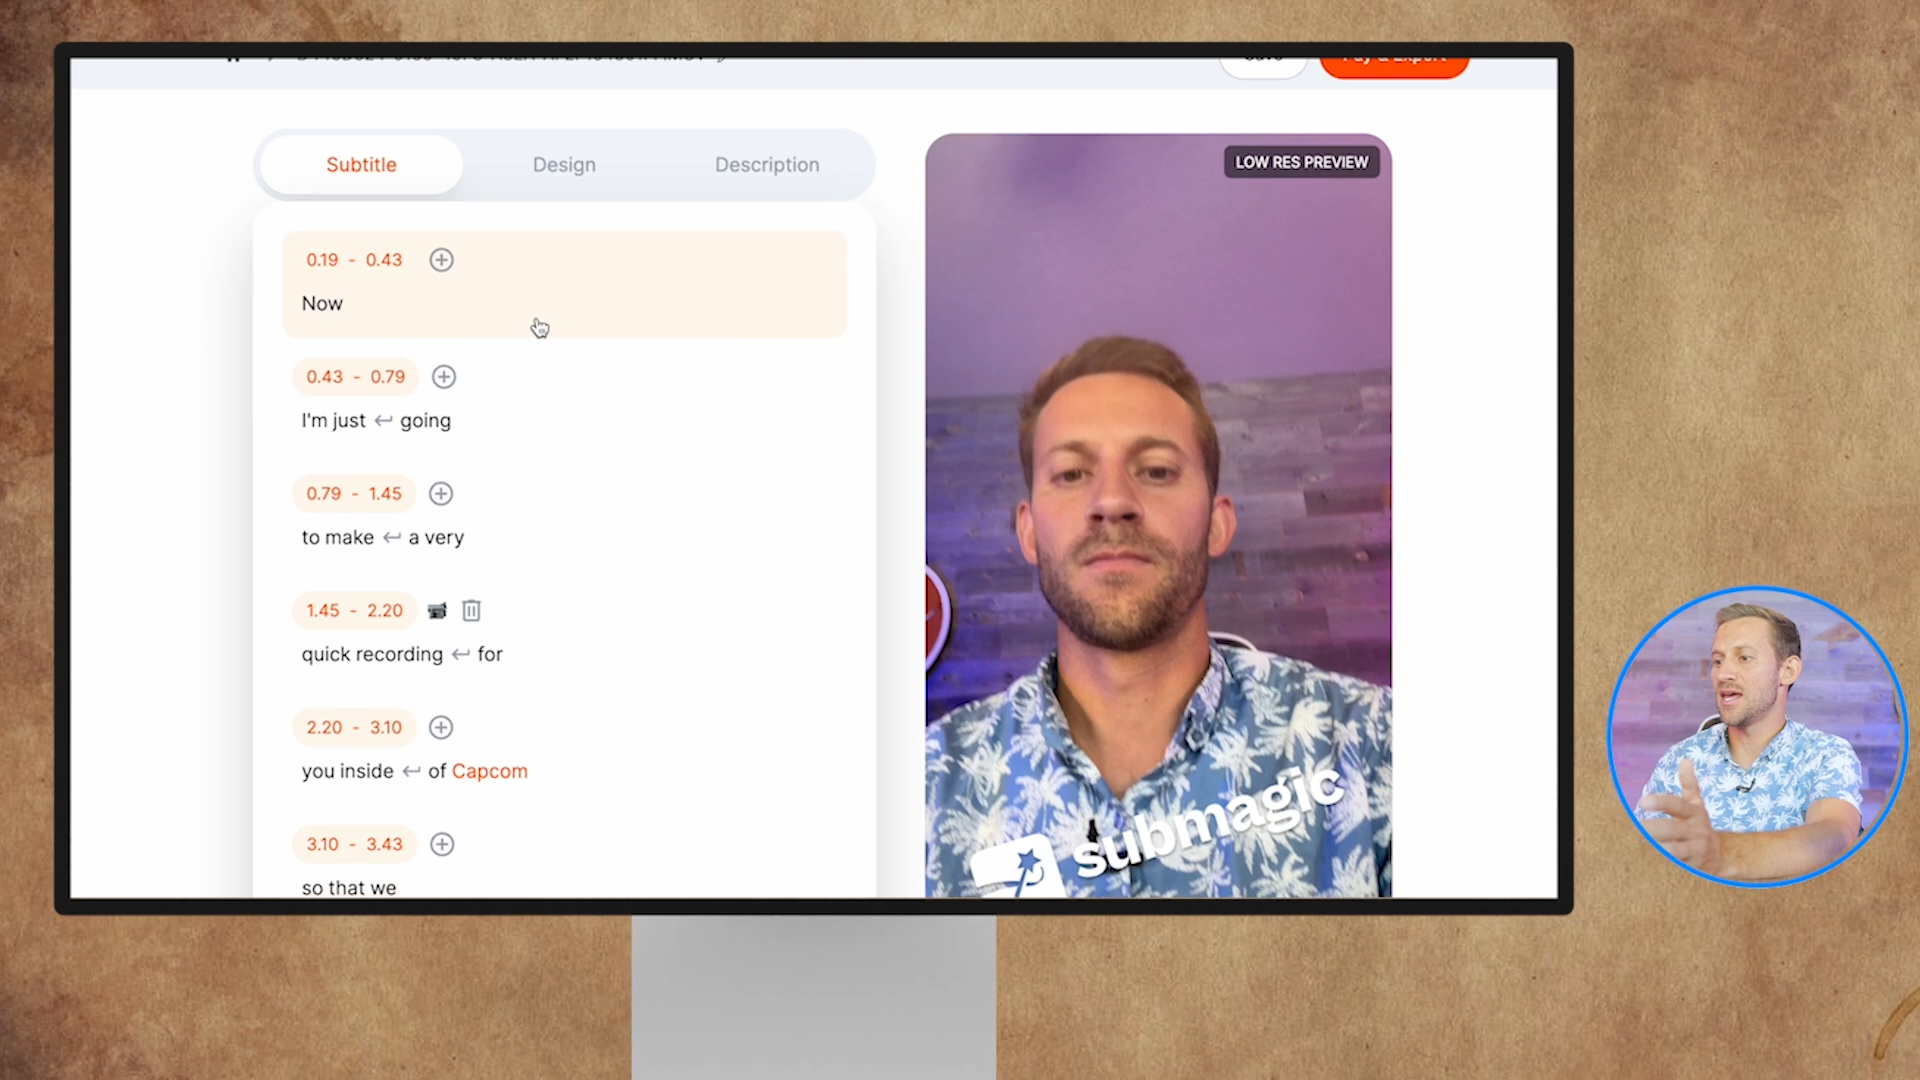 Subtitle
Design
Description
0.19 - 0.43
Now
0.43 - 0.79
I'm just ↩ going
0.79 - 1.45
to make ↩ a very
1.45 - 2.20
quick recording ↩ for
2.20 - 3.10
you inside ↩ of Capcom
3.10 - 3.43
so that we
LOW RES PREVIEW
submagic